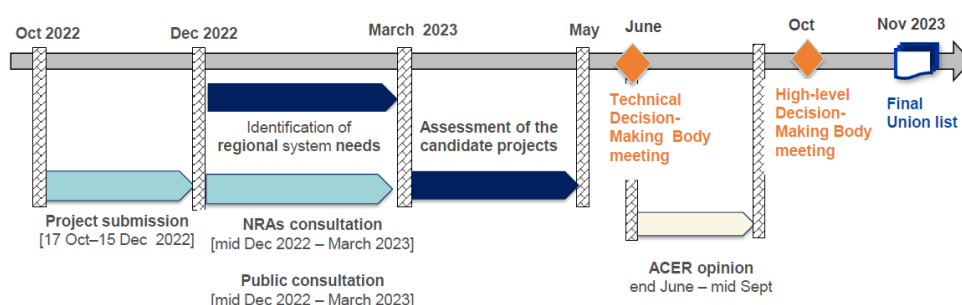 Oct 2022
Dec 2022
March 2023
May
June
Oct
Nov 2023
Identification of
regional system needs
Assessment of the
candidate projects
Technical
Decision-
Making Body
meeting
High-level
Decision-
Making Body
meeting
Final
Union list
Project submission
[17 Oct–15 Dec 2022]
NRAs consultation
[mid Dec 2022 – March 2023]
Public consultation
[mid Dec 2022 – March 2023]
ACER opinion
end June – mid Sept